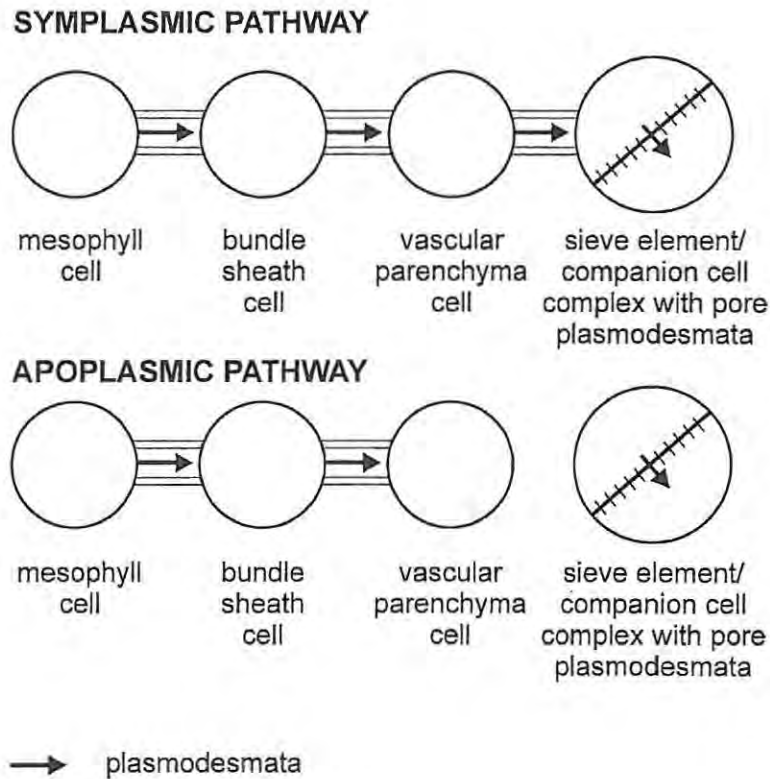 SYMPLASMIC PATHWAY
mesophyll
cell
bundle
sheath
cell
vascular
parenchyma
cell
sieve element/
companion cell
complex with pore
plasmodesmata
APOPLASMIC PATHWAY
mesophyll
cell
bundle
sheath
cell
vascular
parenchyma
cell
sieve element/
companion cell
complex with pore
plasmodesmata
plasmodesmata